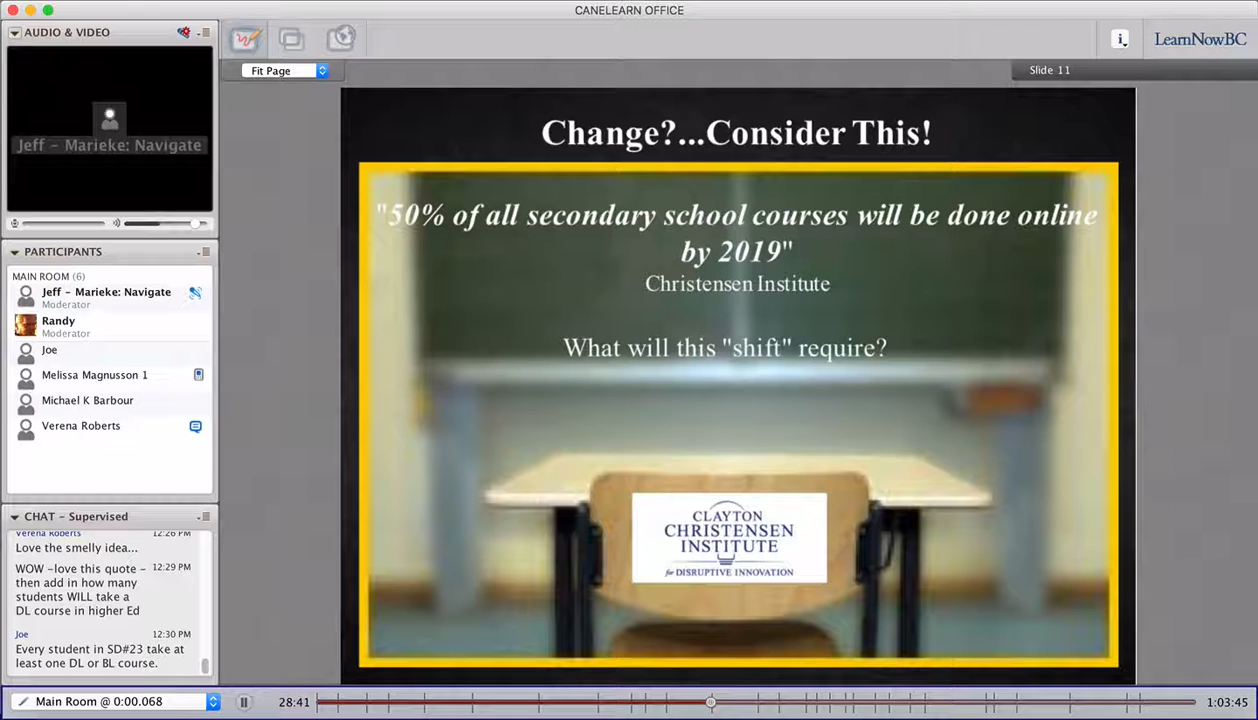 CANELEARN OFFICE
AUDIO & VIDEO
LearnNowBC
Fit Page
Slide 11
Jeff - Marieke: Navigate
PARTICIPANTS
MAIN ROOM (6)
Jeff - Marieke: Navigate
Moderator
Randy
Moderator
Joe
Melissa Magnusson 1
Michael K Barbour
Verena Roberts
CHAT - Supervised
Verena Roberts 12:26 PM
Love the smelly idea...
WOW -love this quote - 12:29 PM
then add in how many
students WILL take a
DL course in higher Ed
Joe 12:30 PM
Every student in SD#23 take at
least one DL or BL course.
Change?...Consider This!
"50% of all secondary school courses will be done online
by 2019"
Christensen Institute
What will this "shift" require?
CLAYTON
CHRISTENSEN
INSTITUTE
for DISRUPTIVE INNOVATION
Main Room @ 0:00.068
28:41
1:03:45